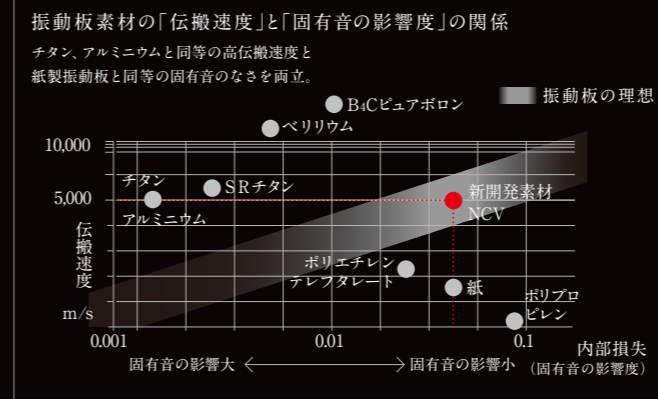 振動板素材の「伝搬速度」と「固有音の影響度」の関係
チタン、アルミニウムと同等の高伝搬速度と
紙製振動板と同等の固有音のなさを両立。
振動板の理想
B4Cピュアボロン
ベリリウム
10,000
チタン
SRチタン
新開発素材
NCV
5,000
アルミニウム
伝搬速度
ポリエチレン
テレフタレート
紙
ポリプロ
ピレン
m/s
0.001
0.01
0.1
内部損失
(固有音の影響度)
固有音の影響大
固有音の影響小